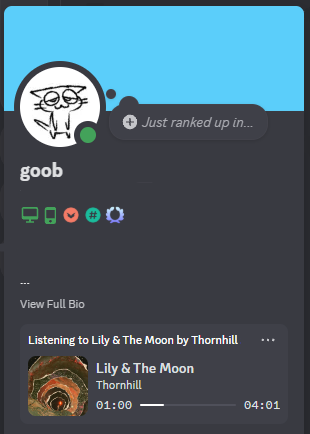 Just ranked up in...
goob
#
...
View Full Bio
Listening to Lily & The Moon by Thornhill
Lily & The Moon
Thornhill
01:00 04:01